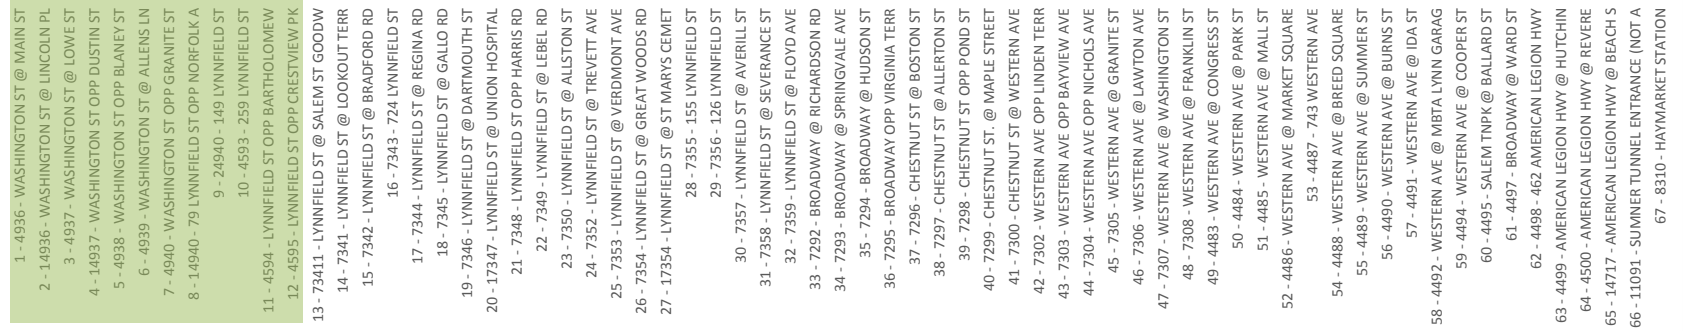 1 - 4936 - WASHINGTON ST @ MAIN ST
2 - 14936 - WASHINGTON ST @ LINCOLN PL
3 - 4937 - WASHINGTON ST @ LOWE ST
4 - 14937 - WASHINGTON ST OPP DUSTIN ST
5 - 4938 - WASHINGTON ST OPP BLANEY ST
6 - 4939 - WASHINGTON ST @ ALLENS LN
7 - 4940 - WASHINGTON ST OPP GRANITE ST
8 - 14940 - 79 LYNNFIELD ST OPP NORFOLK A
9 - 24940 - 149 LYNNFIELD ST
10 - 4593 - 259 LYNNFIELD ST
11 - 4594 - LYNNFIELD ST OPP BARTHOLOMEW
12 - 4595 - LYNNFIELD ST OPP CRESTVIEW PK
13 - 73411 - LYNNFIELD ST @ SALEM ST GOODW
14 - 7341 - LYNNFIELD ST @ LOOKOUT TERR
15 - 7342 - LYNNFIELD ST @ BRADFORD RD
16 - 7343 - 724 LYNNFIELD ST
17 - 7344 - LYNNFIELD ST @ REGINA RD
18 - 7345 - LYNNFIELD ST @ GALLO RD
19 - 7346 - LYNNFIELD ST @ DARTMOUTH ST
20 - 17347 - LYNNFIELD ST @ UNION HOSPITAL
21 - 7348 - LYNNFIELD ST OPP HARRIS RD
22 - 7349 - LYNNFIELD ST @ LEBEL RD
23 - 7350 - LYNNFIELD ST @ ALLSTON ST
24 - 7352 - LYNNFIELD ST @ TREVETT AVE
25 - 7353 - LYNNFIELD ST @ VERDMONT AVE
26 - 7354 - LYNNFIELD ST @ GREAT WOODS RD
27 - 17354 - LYNNFIELD ST @ ST MARYS CEMET
28 - 7355 - 155 LYNNFIELD ST
29 - 7356 - 126 LYNNFIELD ST
30 - 7357 - LYNNFIELD ST @ AVERILL ST
31 - 7358 - LYNNFIELD ST @ SEVERANCE ST
32 - 7359 - LYNNFIELD ST @ FLOYD AVE
33 - 7292 - BROADWAY @ RICHARDSON RD
34 - 7293 - BROADWAY @ SPRINGVALE AVE
35 - 7294 - BROADWAY @ HUDSON ST
36 - 7295 - BROADWAY OPP VIRGINIA TERR
37 - 7296 - CHESTNUT ST @ BOSTON ST
38 - 7297 - CHESTNUT ST @ ALLERTON ST
39 - 7298 - CHESTNUT ST OPP POND ST
40 - 7299 - CHESTNUT ST. @ MAPLE STREET
41 - 7300 - CHESTNUT ST @ WESTERN AVE
42 - 7302 - WESTERN AVE OPP LINDEN TERR
43 - 7303 - WESTERN AVE OPP BAYVIEW AVE
44 - 7304 - WESTERN AVE OPP NICHOLS AVE
45 - 7305 - WESTERN AVE @ GRANITE ST
46 - 7306 - WESTERN AVE @ LAWTON AVE
47 - 7307 - WESTERN AVE @ WASHINGTON ST
48 - 7308 - WESTERN AVE @ FRANKLIN ST
49 - 4483 - WESTERN AVE @ CONGRESS ST
50 - 4484 - WESTERN AVE @ PARK ST
51 - 4485 - WESTERN AVE @ MALL ST
52 - 4486 - WESTERN AVE @ MARKET SQUARE
53 - 4487 - 743 WESTERN AVE
54 - 4488 - WESTERN AVE @ BREED SQUARE
55 - 4489 - WESTERN AVE @ SUMMER ST
56 - 4490 - WESTERN AVE @ BURNS ST
57 - 4491 - WESTERN AVE @ IDA ST
58 - 4492 - WESTERN AVE @ MBTA LYNN GARAG
59 - 4494 - WESTERN AVE @ COOPER ST
60 - 4495 - SALEM TNPK @ BALLARD ST
61 - 4497 - BROADWAY @ WARD ST
62 - 4498 - 462 AMERICAN LEGION HWY
63 - 4499 - AMERICAN LEGION HWY @ HUTCHIN
64 - 4500 - AMERICAN LEGION HWY @ REVERE
65 - 14717 - AMERICAN LEGION HWY @ BEACH S
66 - 11091 - SUMNER TUNNEL ENTRANCE (NOT A
67 - 8310 - HAYMARKET STATION